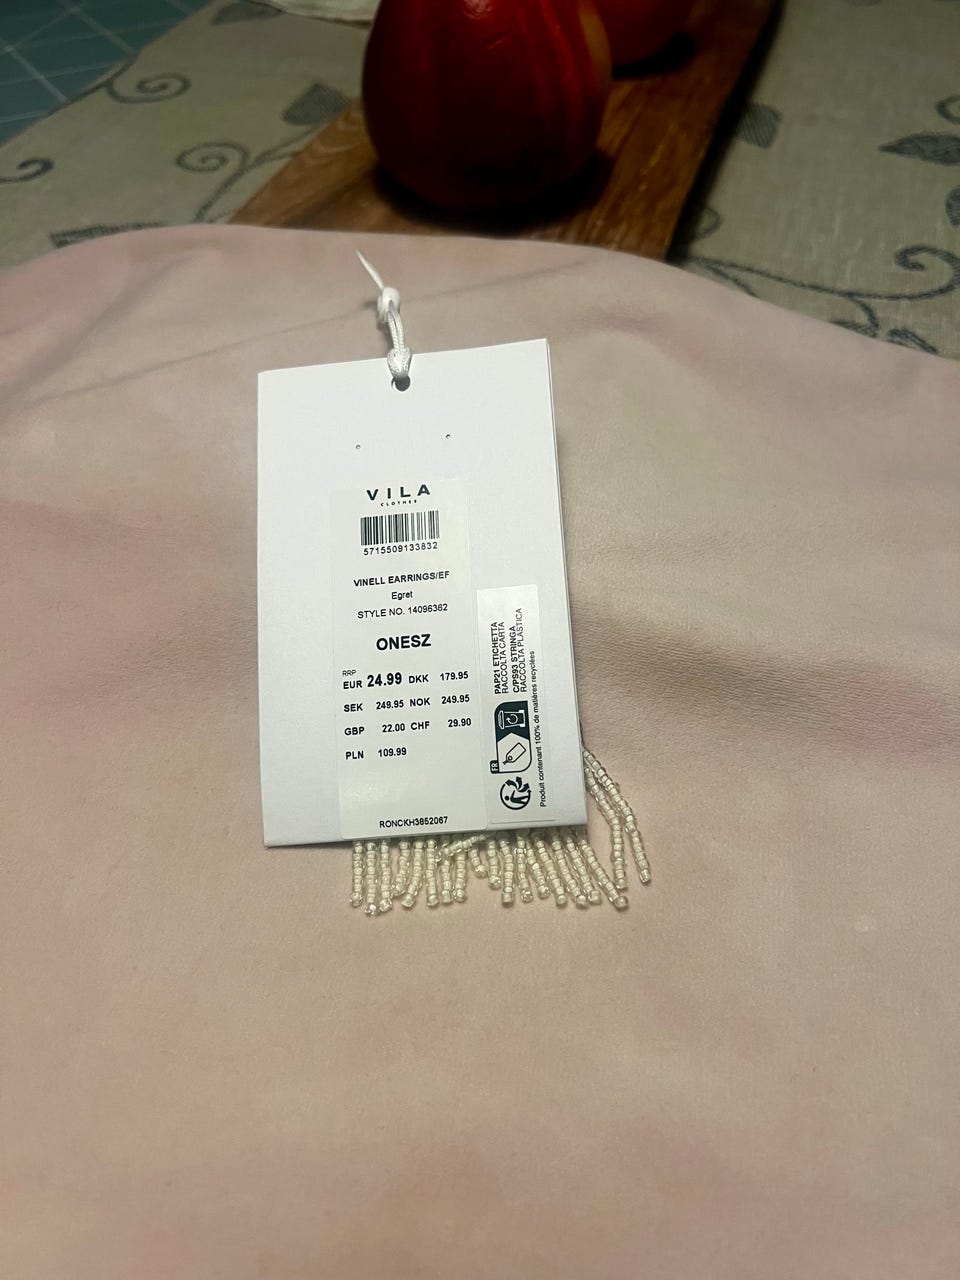 VILA
CLOTHES
5715509133832
VINELL EARRINGS/EF
Egret
STYLE NO. 14096362
ONESZ
RRP
EUR 24.99 DKK 179.95
SEK 249.95 NOK 249.95
GBP 22.00 CHF 29.90
PLN 109.99
RONCKH3852067
PAP21 ETICHETTA
RACCOLTA CARTA
C/PS93 STRINGA
RACCOLTA PLASTICA
FR
Produit contenant 100% de matières recyclées